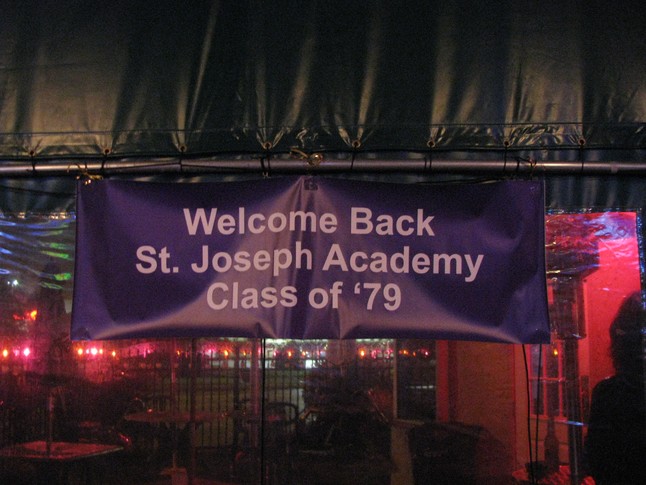 Welcome Back
St. Joseph Academy
Class of ‘79